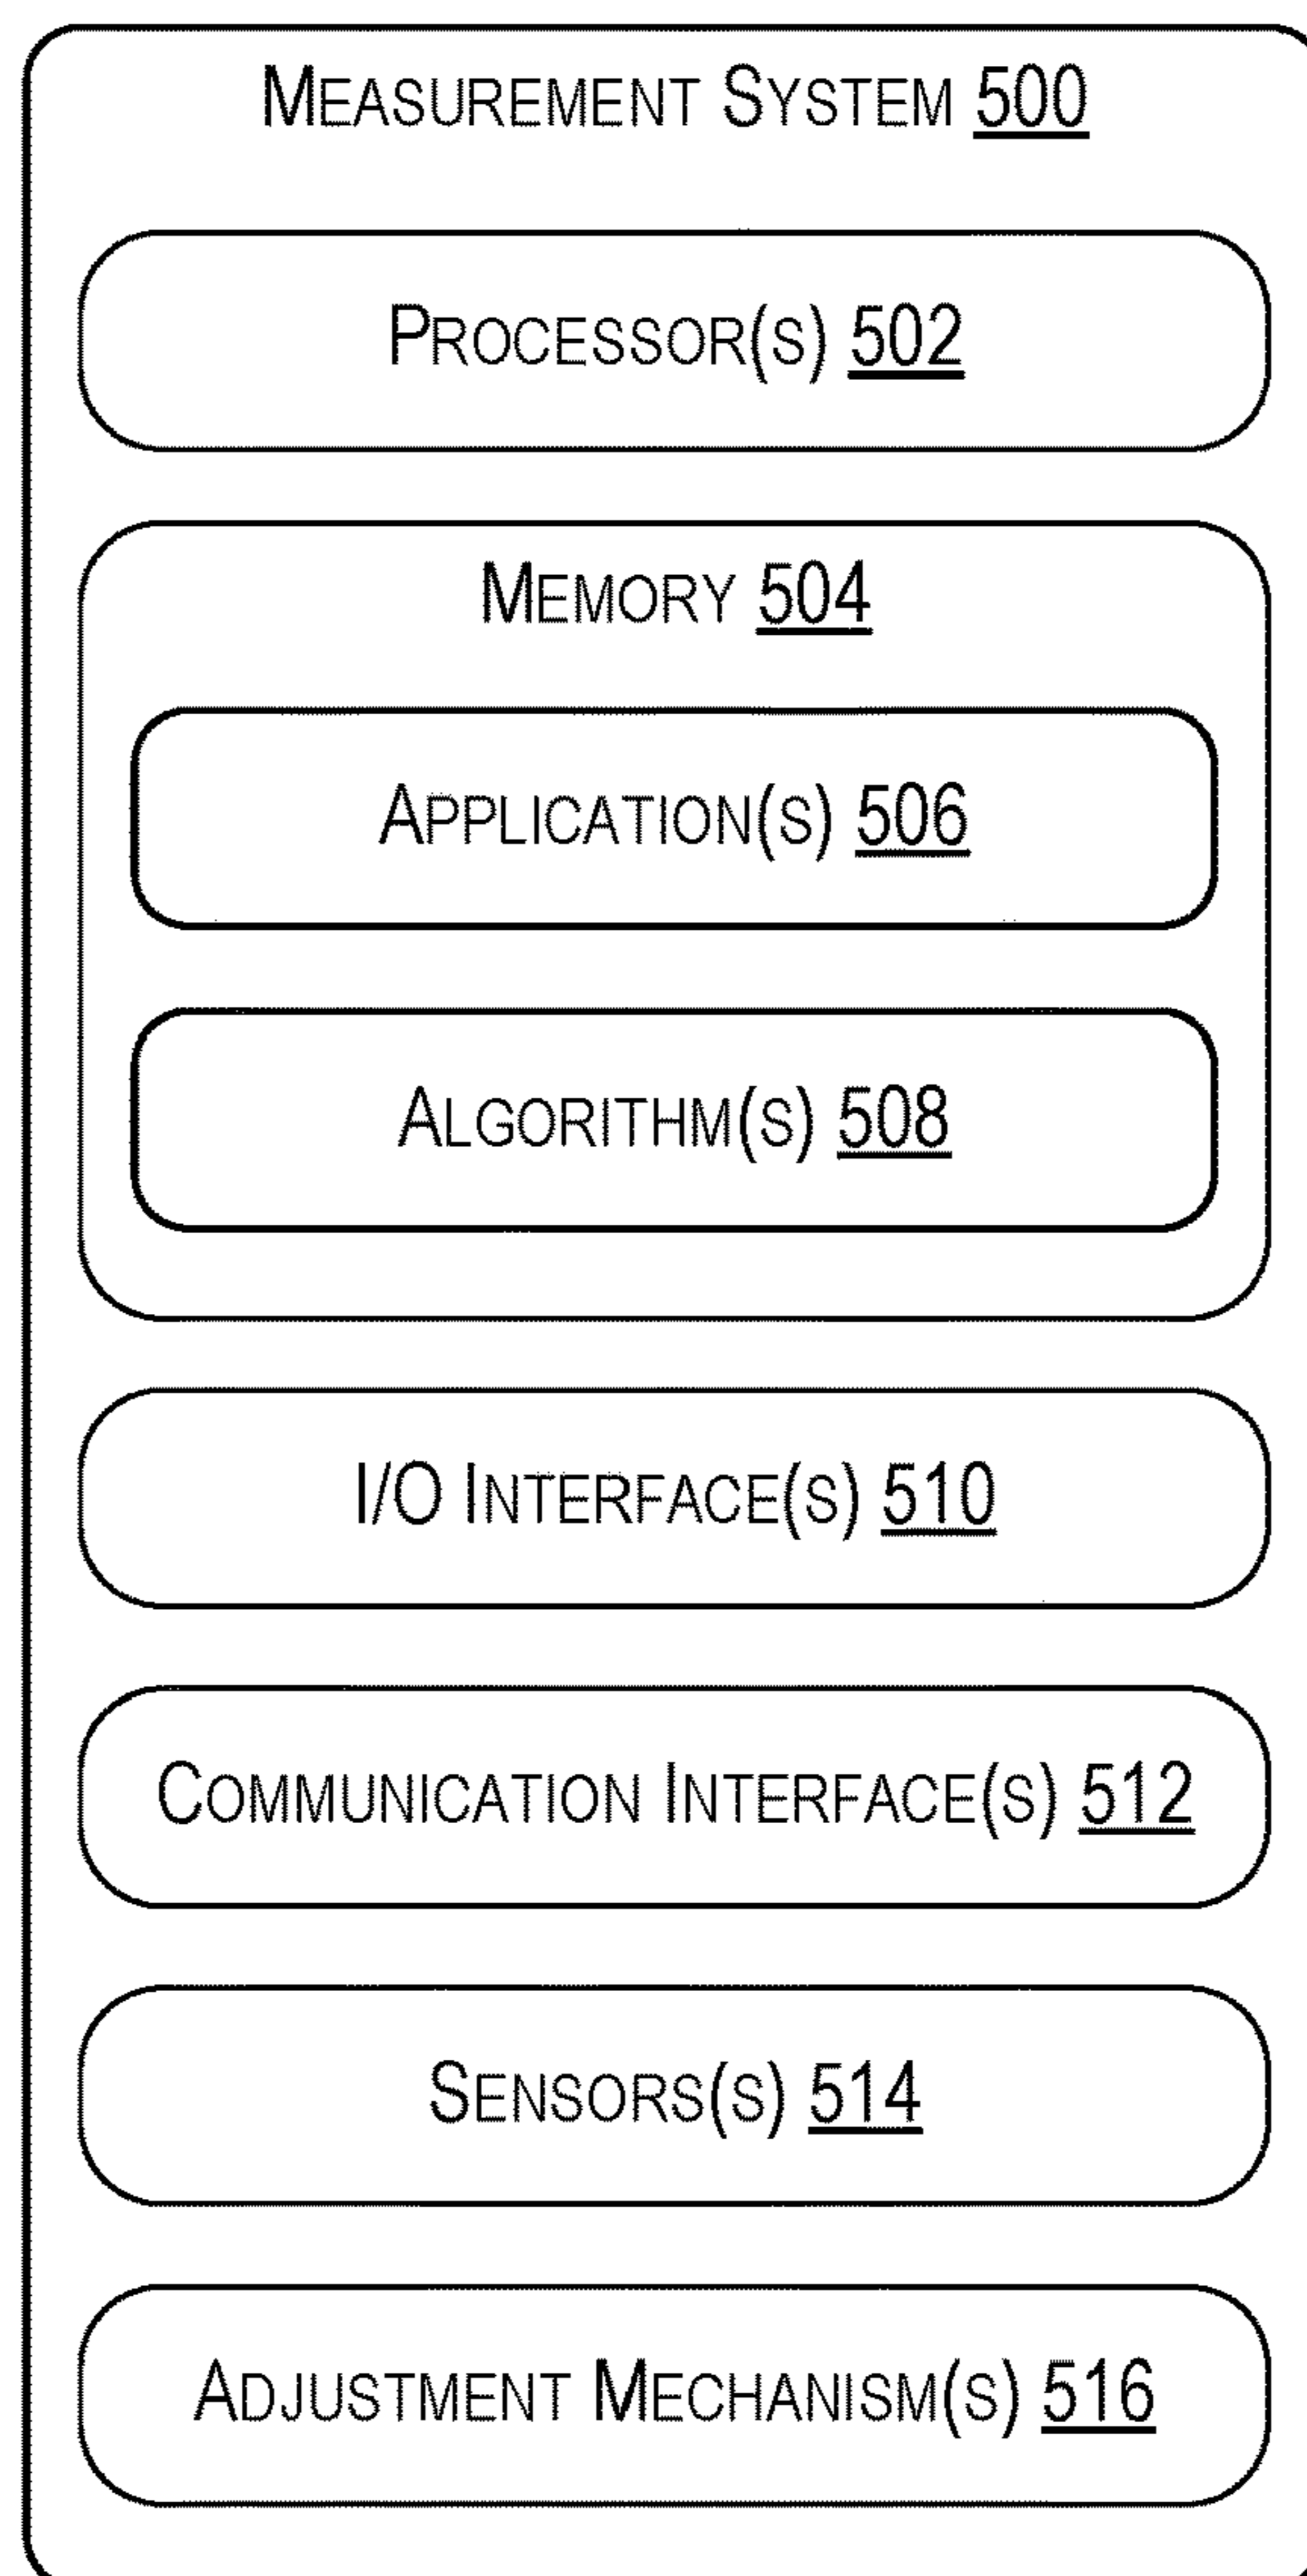 MEASUREMENT SYSTEM 500
PROCESSOR(S) 502
MEMORY 504
APPLICATION(S) 506
ALGORITHM(S) 508
I/O INTERFACE(S) 510
COMMUNICATION INTERFACE(S) 512
SENSORS(S) 514
ADJUSTMENT MECHANISM(S) 516